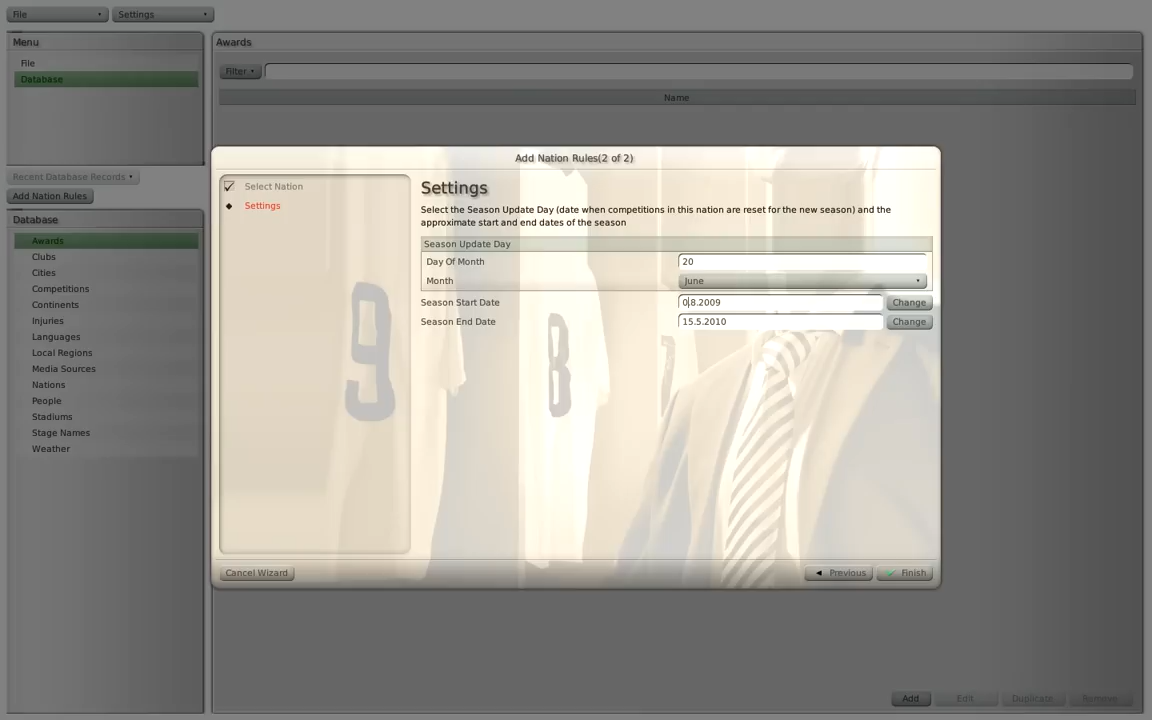 File Settings
Menu
File
Database
Recent Database Records
Add Nation Rules
Database
Awards
Clubs
Cities
Competitions
Continents
Injuries
Languages
Local Regions
Media Sources
Nations
People
Stadiums
Stage Names
Weather
Awards
Filter
Name
Add Nation Rules(2 of 2)
Select Nation
Settings
Settings
Select the Season Update Day (date when competitions in this nation are reset for the new season) and the
approximate start and end dates of the season
Season Update Day
Day Of Month 20
Month June
Season Start Date 0.8.2009 Change
Season End Date 15.5.2010 Change
9 8
Cancel Wizard Previous Finish
Add Edit Duplicate Remove